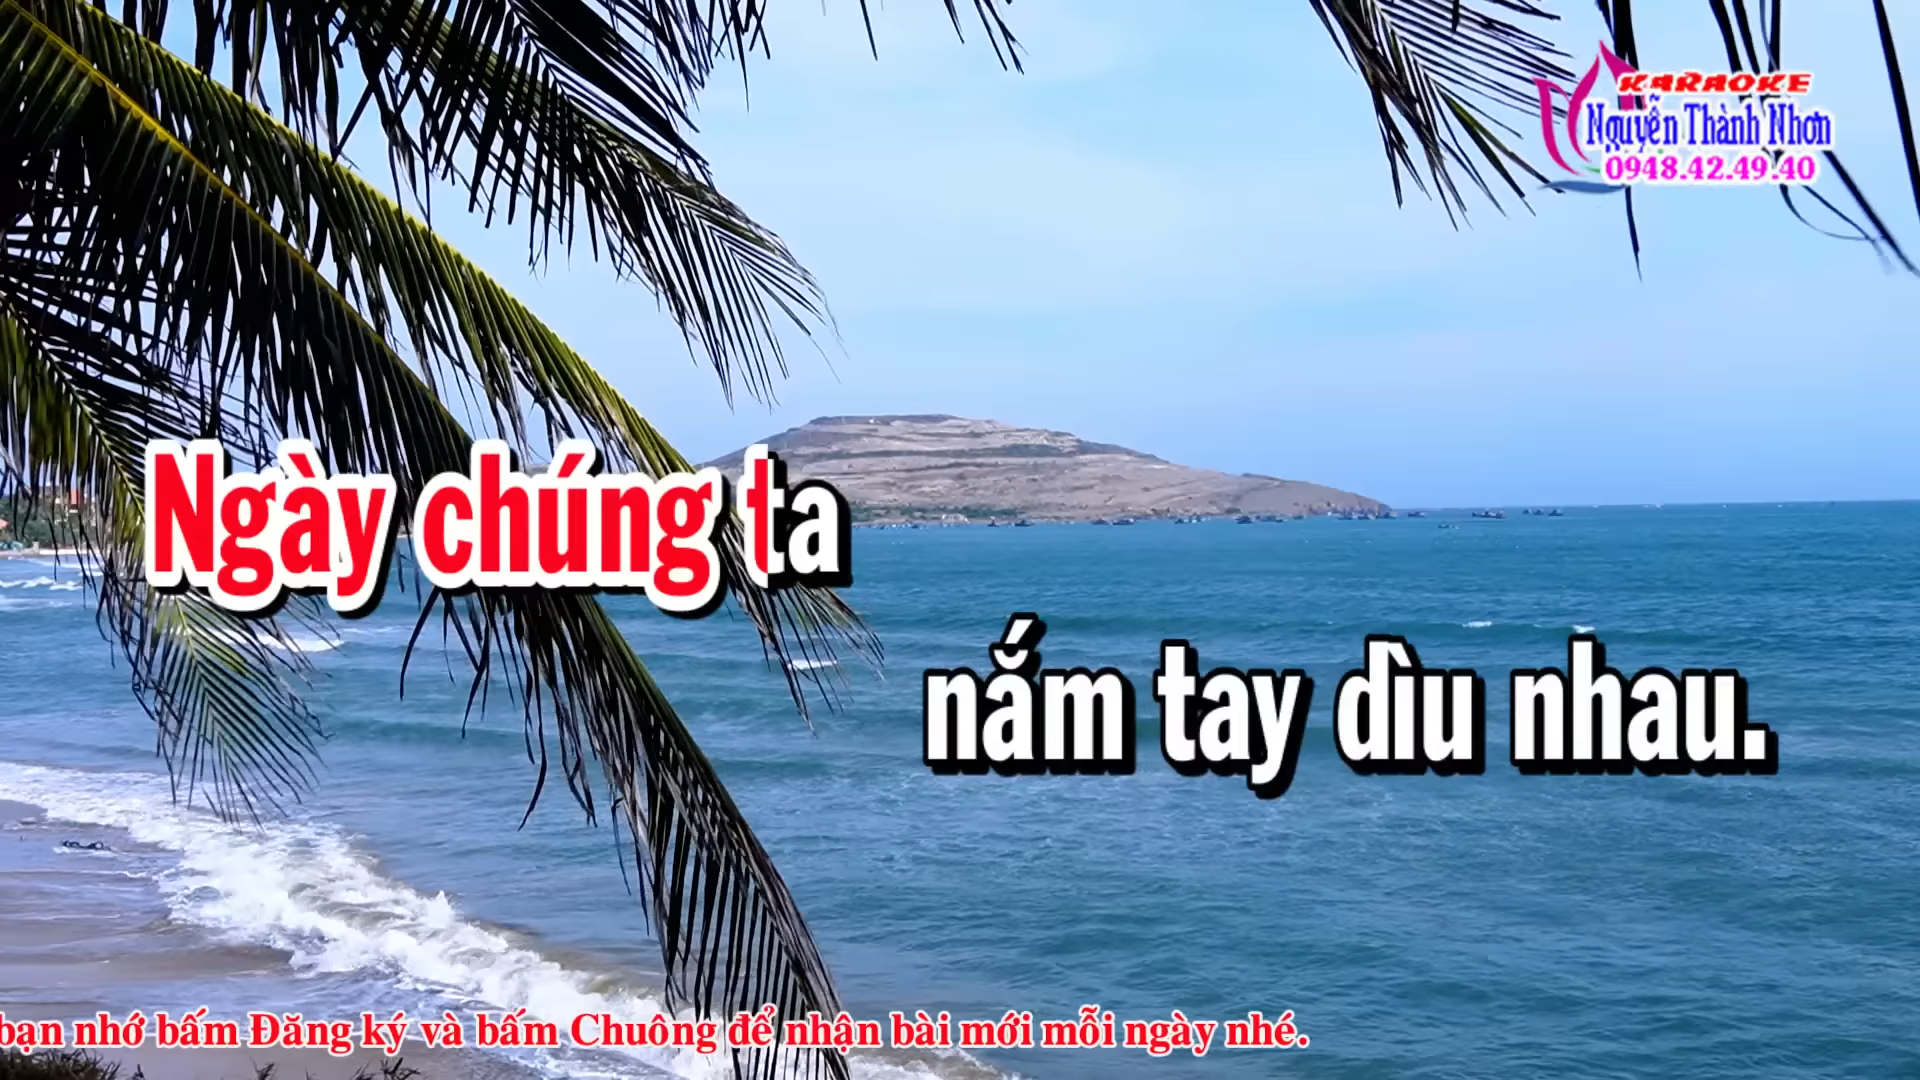 KARAOKE
Nguyễn Thành Nhơn
0948.42.49.40
Ngày chúng ta
nắm tay dìu nhau.
bạn nhớ bấm Đăng ký và bấm Chuông để nhận bài mới mỗi ngày nhé.